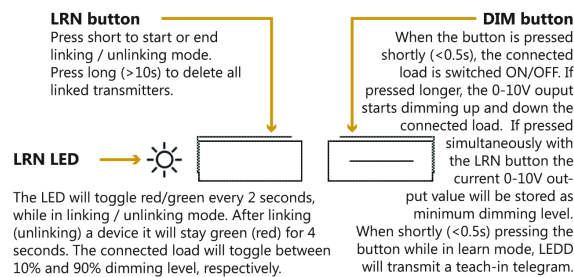 LRN button
Press short to start or end
linking / unlinking mode.
Press long (>10s) to delete all
linked transmitters.
DIM button
When the button is pressed
shortly (<0.5s), the connected
load is switched ON/OFF. If
pressed longer, the 0-10V ouput
starts dimming up and down the
connected load. If pressed
simultaneously with
the LRN button the
current 0-10V out-
put value will be stored as
minimum dimming level.
When shortly (<0.5s) pressing the
button while in learn mode, LEDD
will transmit a teach-in telegram.
LRN LED
The LED will toggle red/green every 2 seconds,
while in linking / unlinking mode. After linking
(unlinking) a device it will stay green (red) for 4
seconds. The connected load will toggle between
10% and 90% dimming level, respectively.